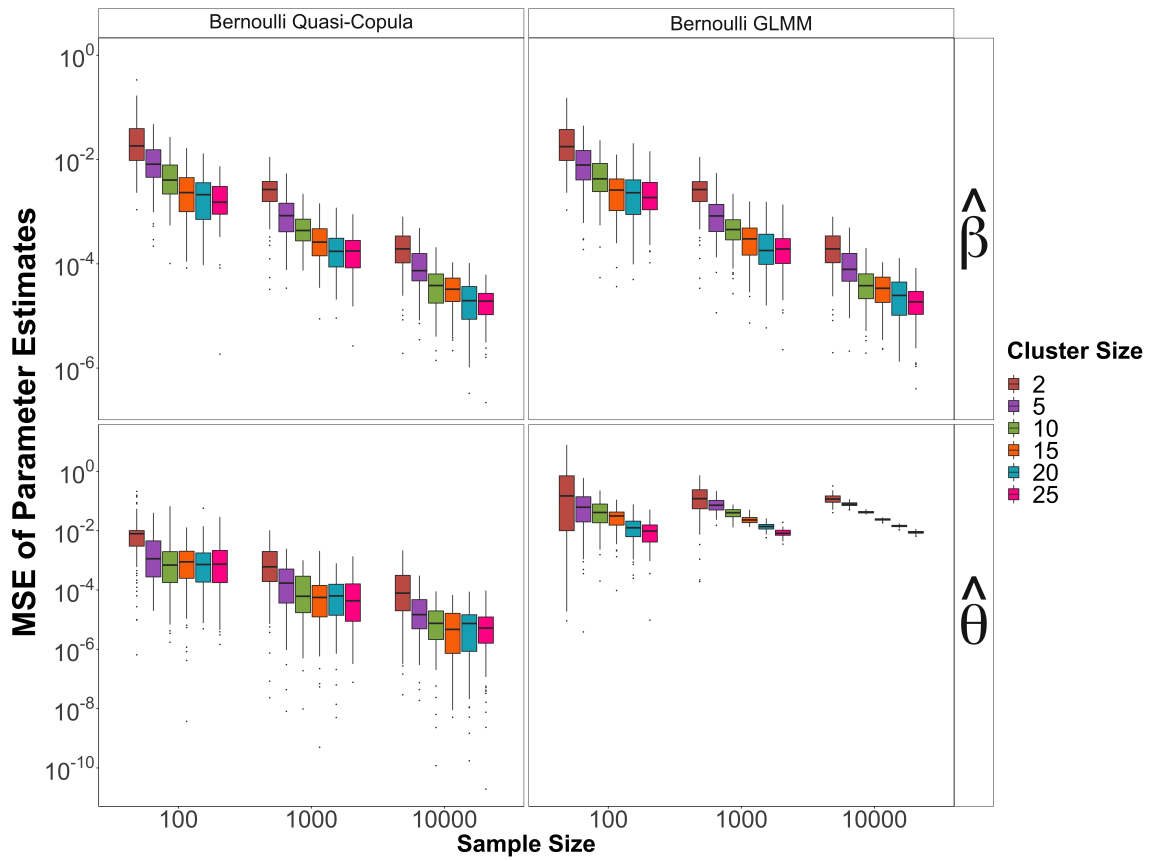 Bernoulli Quasi-Copula
Bernoulli GLMM
MSE of Parameter Estimates
10^0
10^-2
10^-4
10^-6
β̂
10^0
10^-2
10^-4
10^-6
10^-8
10^-10
θ̂
100 1000 10000
100 1000 10000
Sample Size
Cluster Size
2
5
10
15
20
25